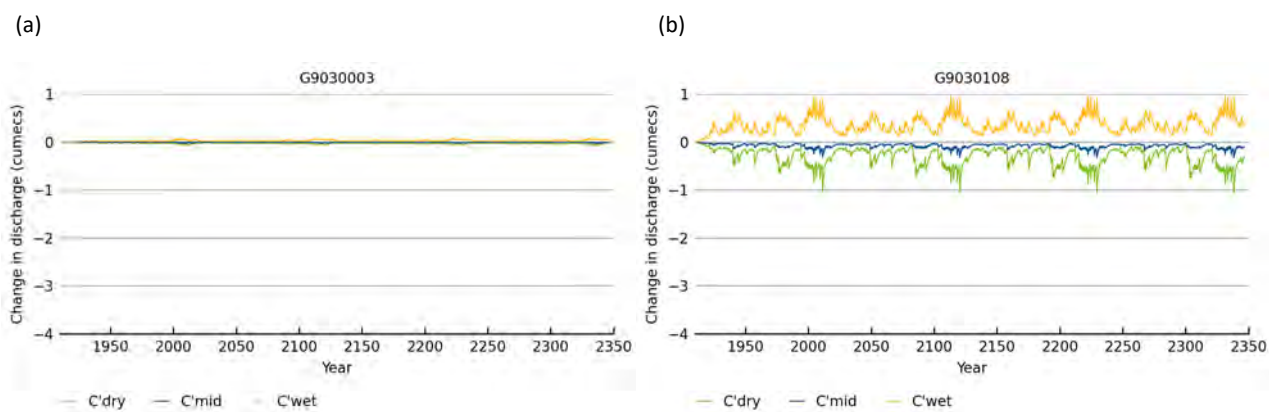 (a)
G9030003
Change in discharge (cumecs)
1
0
−1
−2
−3
−4
1950 2000 2050 2100 2150 2200 2250 2300 2350
Year
C'dry C'mid C'wet
(b)
G9030108
Change in discharge (cumecs)
1
0
−1
−2
−3
−4
1950 2000 2050 2100 2150 2200 2250 2300 2350
Year
C'dry C'mid C'wet